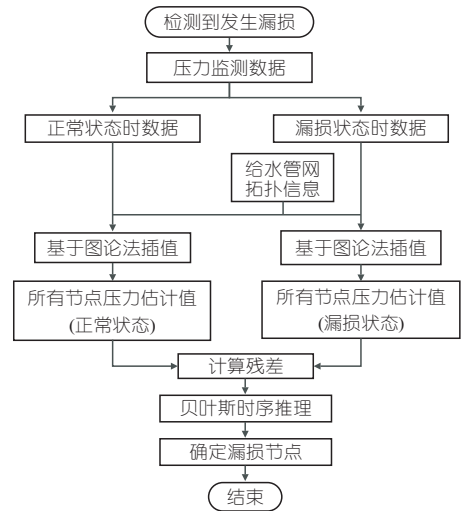 检测到发生漏损
压力监测数据
正常状态时数据
漏损状态时数据
给水管网
拓扑信息
基于图论法插值
基于图论法插值
所有节点压力估计值
(正常状态)
所有节点压力估计值
(漏损状态)
计算残差
贝叶斯时序推理
确定漏损节点
结束